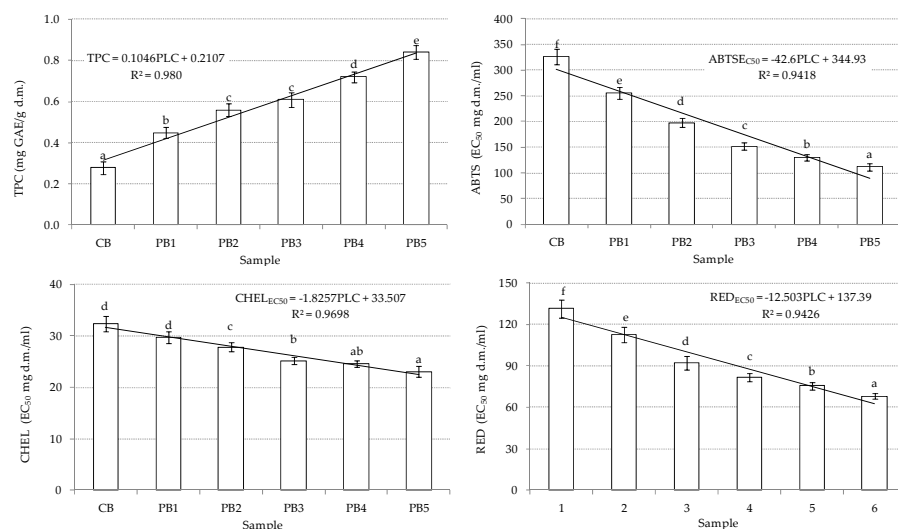 TPC (mg GAE/g d.m.)
1.0
0.8
0.6
0.4
0.2
0.0
TPC = 0.1046PLC + 0.2107
R² = 0.980
a
b
c
c
d
e
CB PB1 PB2 PB3 PB4 PB5
Sample
ABTS (EC₅₀ mg d.m./ml)
400
350
300
250
200
150
100
50
0
ABTSEC50 = -42.6PLC + 344.93
R² = 0.9418
f
e
d
c
b
a
CB PB1 PB2 PB3 PB4 PB5
Sample
CHEL (EC₅₀ mg d.m./ml)
40
30
20
10
0
CHELEC50 = -1.8257PLC + 33.507
R² = 0.9698
d
d
c
b
ab
a
CB PB1 PB2 PB3 PB4 PB5
Sample
RED (EC₅₀ mg d.m./ml)
150
120
90
60
30
0
REDEC50 = -12.503PLC + 137.39
R² = 0.9426
f
e
d
c
b
a
1 2 3 4 5 6
Sample